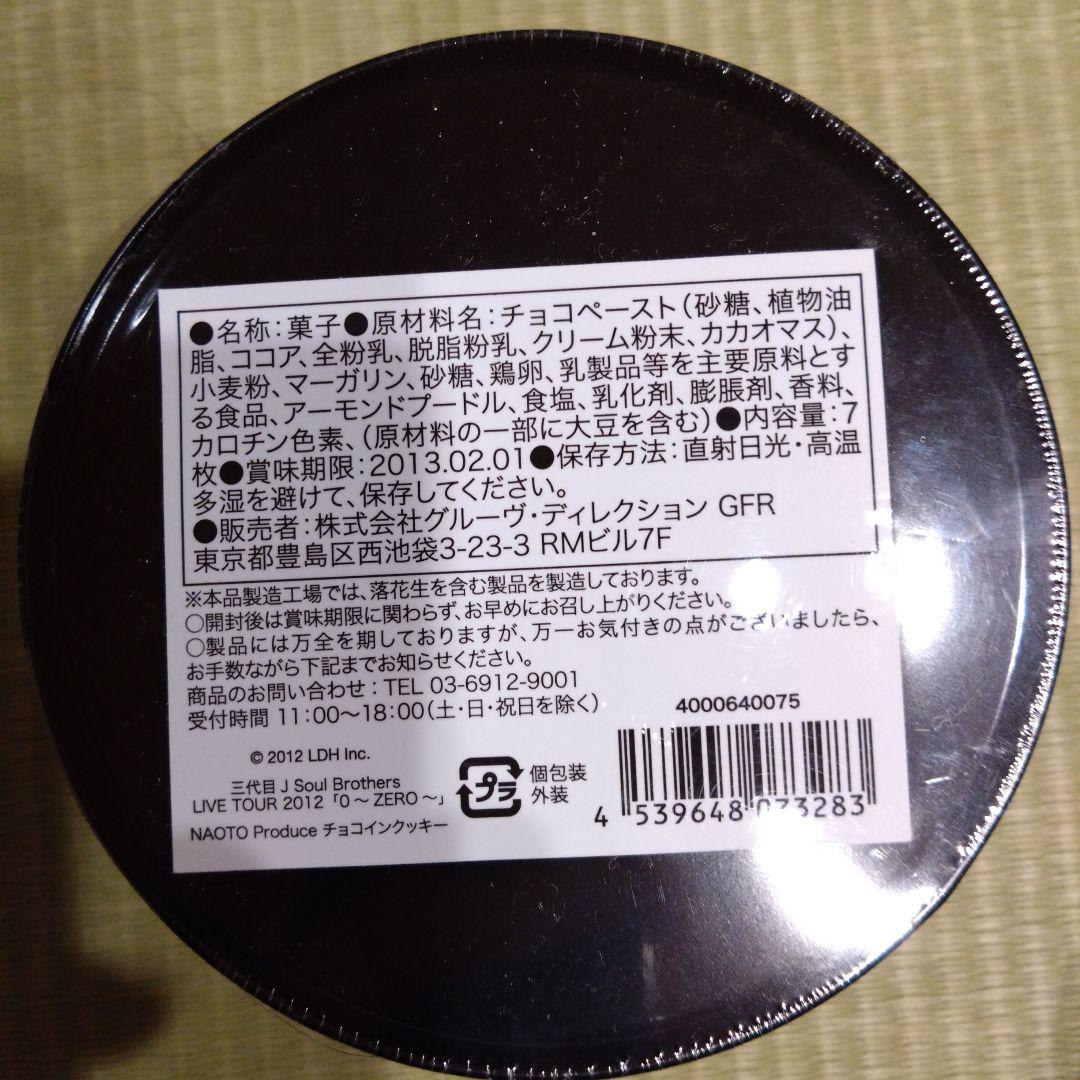 ●名称：菓子●原材料名：チョコペースト（砂糖、植物油
脂、ココア、全粉乳、脱脂粉乳、クリーム粉末、カカオマス）、
小麦粉、マーガリン、砂糖、鶏卵、乳製品等を主要原料とす
る食品、アーモンドプードル、食塩、乳化剤、膨脹剤、香料、
カロチン色素、（原材料の一部に大豆を含む）●内容量：7
枚●賞味期限：2013.02.01●保存方法：直射日光・高温
多湿を避けて、保存してください。
●販売者：株式会社グルーヴ・ディレクション GFR
東京都豊島区西池袋3-23-3 RMビル7F
※本品製造工場では、落花生を含む製品を製造しております。
○開封後は賞味期限に関わらず、お早めにお召し上がりください。
○製品には万全を期しておりますが、万一お気付きの点がございましたら、
お手数ながら下記までお知らせください。
商品のお問い合わせ：TEL 03-6912-9001
受付時間 11:00〜18:00（土・日・祝日を除く）
4000640075
© 2012 LDH Inc.
三代目 J Soul Brothers
LIVE TOUR 2012「0 〜 ZERO 〜」
NAOTO Produce チョコインクッキー
プラ
個包装
外装
4 539648 073283